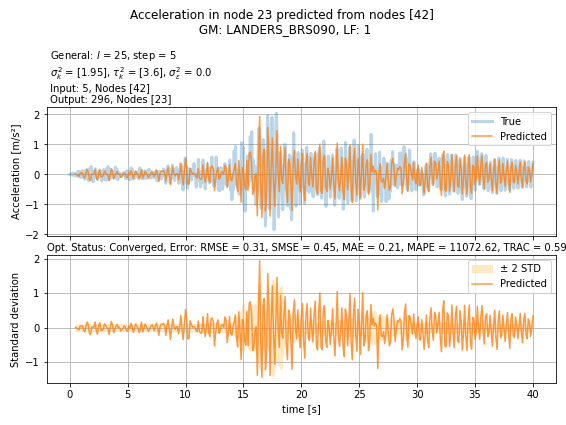 Acceleration in node 23 predicted from nodes [42]
GM: LANDERS_BRS090, LF: 1
General: l = 25, step = 5
σ²ₖ = [1.95], τ²ₖ = [3.6], σ²ε = 0.0
Input: 5, Nodes [42]
Output: 296, Nodes [23]
2
1
0
−1
−2
Acceleration [m/s²]
True
Predicted
Opt. Status: Converged, Error: RMSE = 0.31, SMSE = 0.45, MAE = 0.21, MAPE = 11072.62, TRAC = 0.59
2
1
0
−1
Standard deviation
± 2 STD
Predicted
0 5 10 15 20 25 30 35 40
time [s]